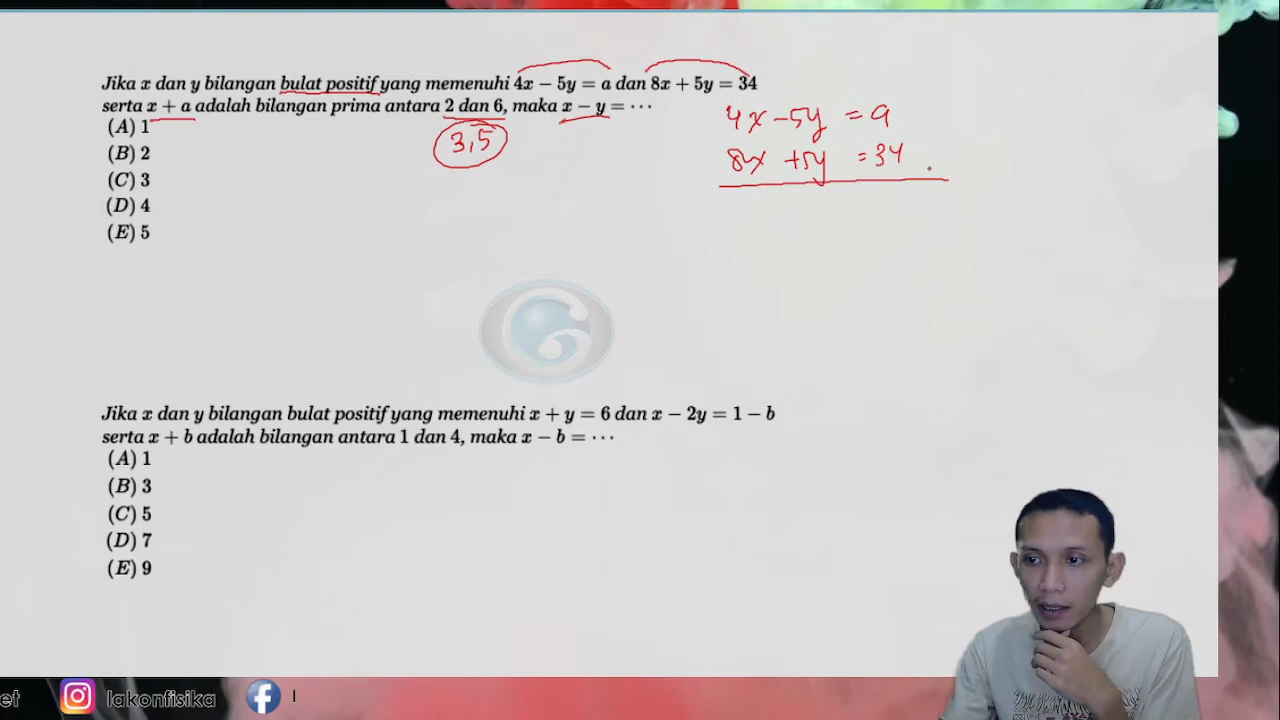 Jika x dan y bilangan bulat positif yang memenuhi 4x − 5y = a dan 8x + 5y = 34
serta x + a adalah bilangan prima antara 2 dan 6, maka x − y = ⋯
(A) 1
(B) 2
(C) 3
(D) 4
(E) 5
3,5
4x −5y = a
8x +5y = 34
Jika x dan y bilangan bulat positif yang memenuhi x + y = 6 dan x − 2y = 1 − b
serta x + b adalah bilangan antara 1 dan 4, maka x − b = ⋯
(A) 1
(B) 3
(C) 5
(D) 7
(E) 9
et lakonfisika l